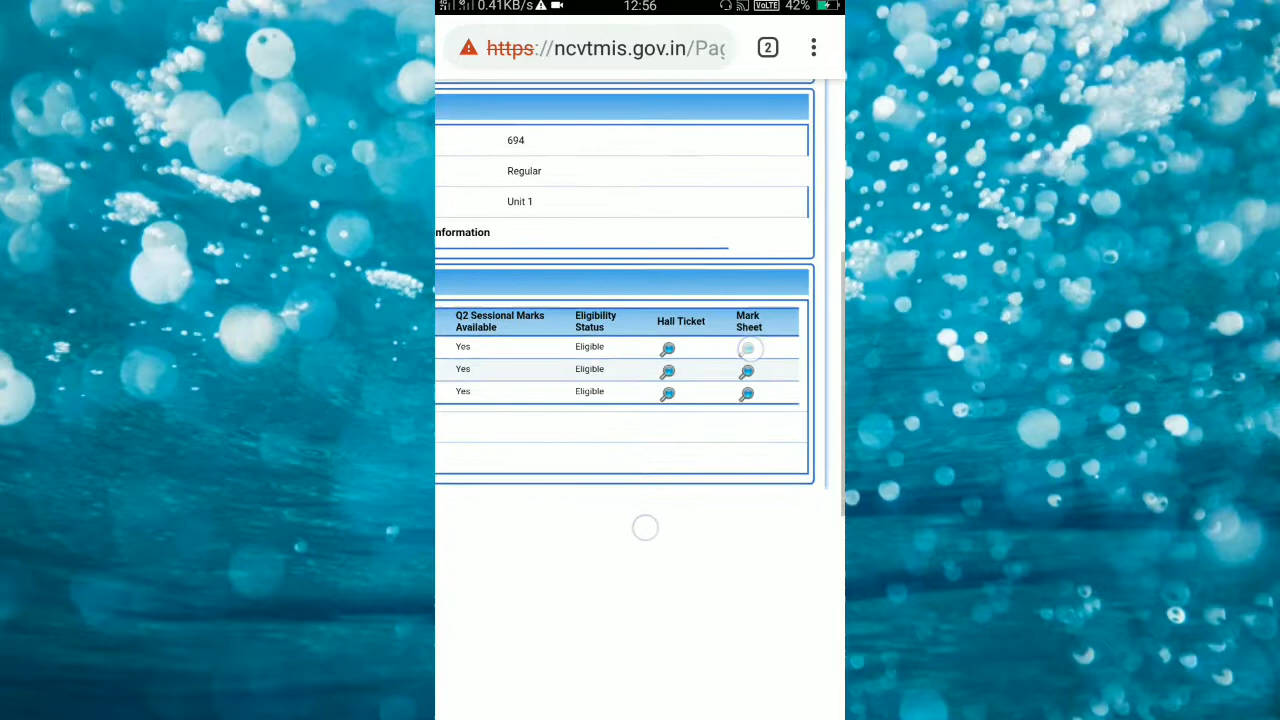 0.41KB/s 12:56 VoLTE 42%
https://ncvtmis.gov.in/Pag 2
694
Regular
Unit 1
nformation
Q2 Sessional Marks Available Eligibility Status Hall Ticket Mark Sheet
Yes Eligible
Yes Eligible
Yes Eligible